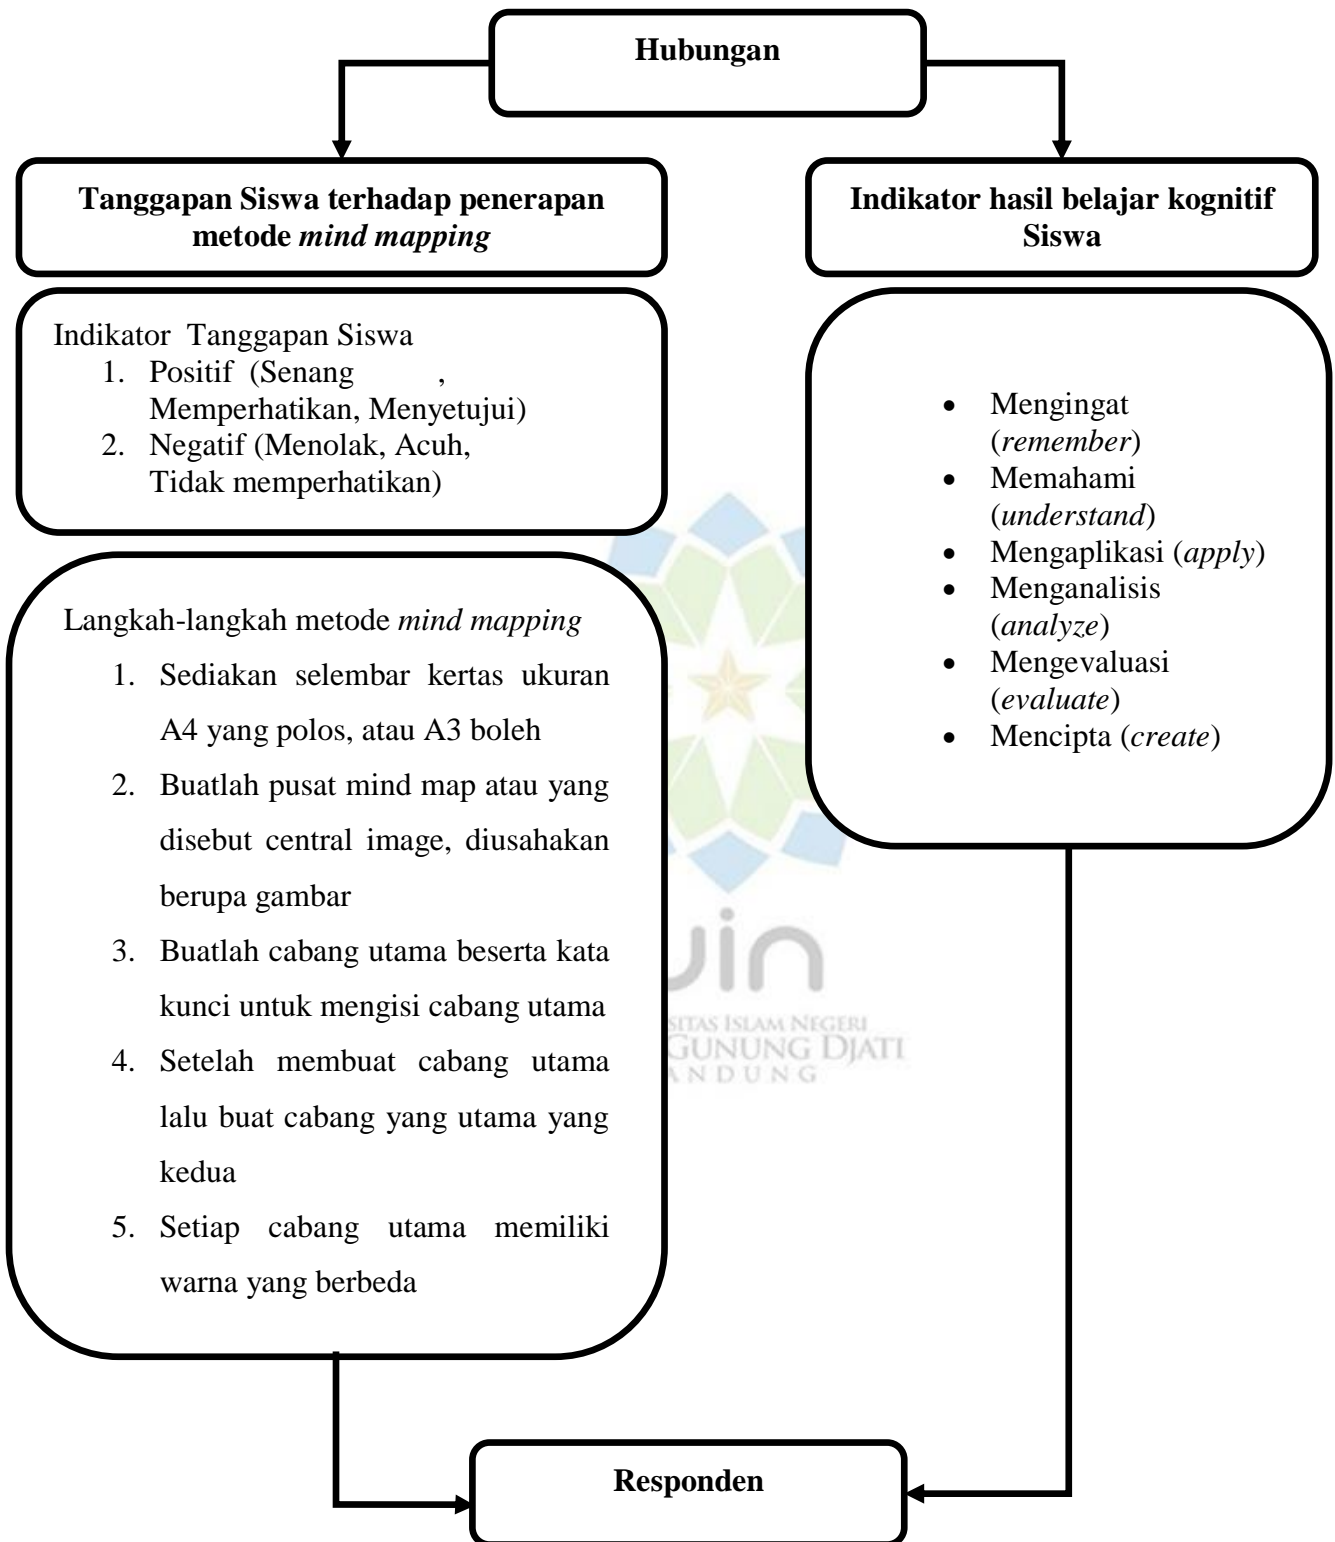 Hubungan
Tanggapan Siswa terhadap penerapan
metode mind mapping
Indikator hasil belajar kognitif
Siswa
Indikator Tanggapan Siswa
1. Positif (Senang ,
Memperhatikan, Menyetujui)
2. Negatif (Menolak, Acuh,
Tidak memperhatikan)
• Mengingat
(remember)
• Memahami
(understand)
• Mengaplikasi (apply)
• Menganalisis
(analyze)
• Mengevaluasi
(evaluate)
• Mencipta (create)
Langkah-langkah metode mind mapping
1. Sediakan selembar kertas ukuran
A4 yang polos, atau A3 boleh
2. Buatlah pusat mind map atau yang
disebut central image, diusahakan
berupa gambar
3. Buatlah cabang utama beserta kata
kunci untuk mengisi cabang utama
4. Setelah membuat cabang utama
lalu buat cabang yang utama yang
kedua
5. Setiap cabang utama memiliki
warna yang berbeda
uin
ISLAM NEGERI
GUNUNG DJATI
Responden